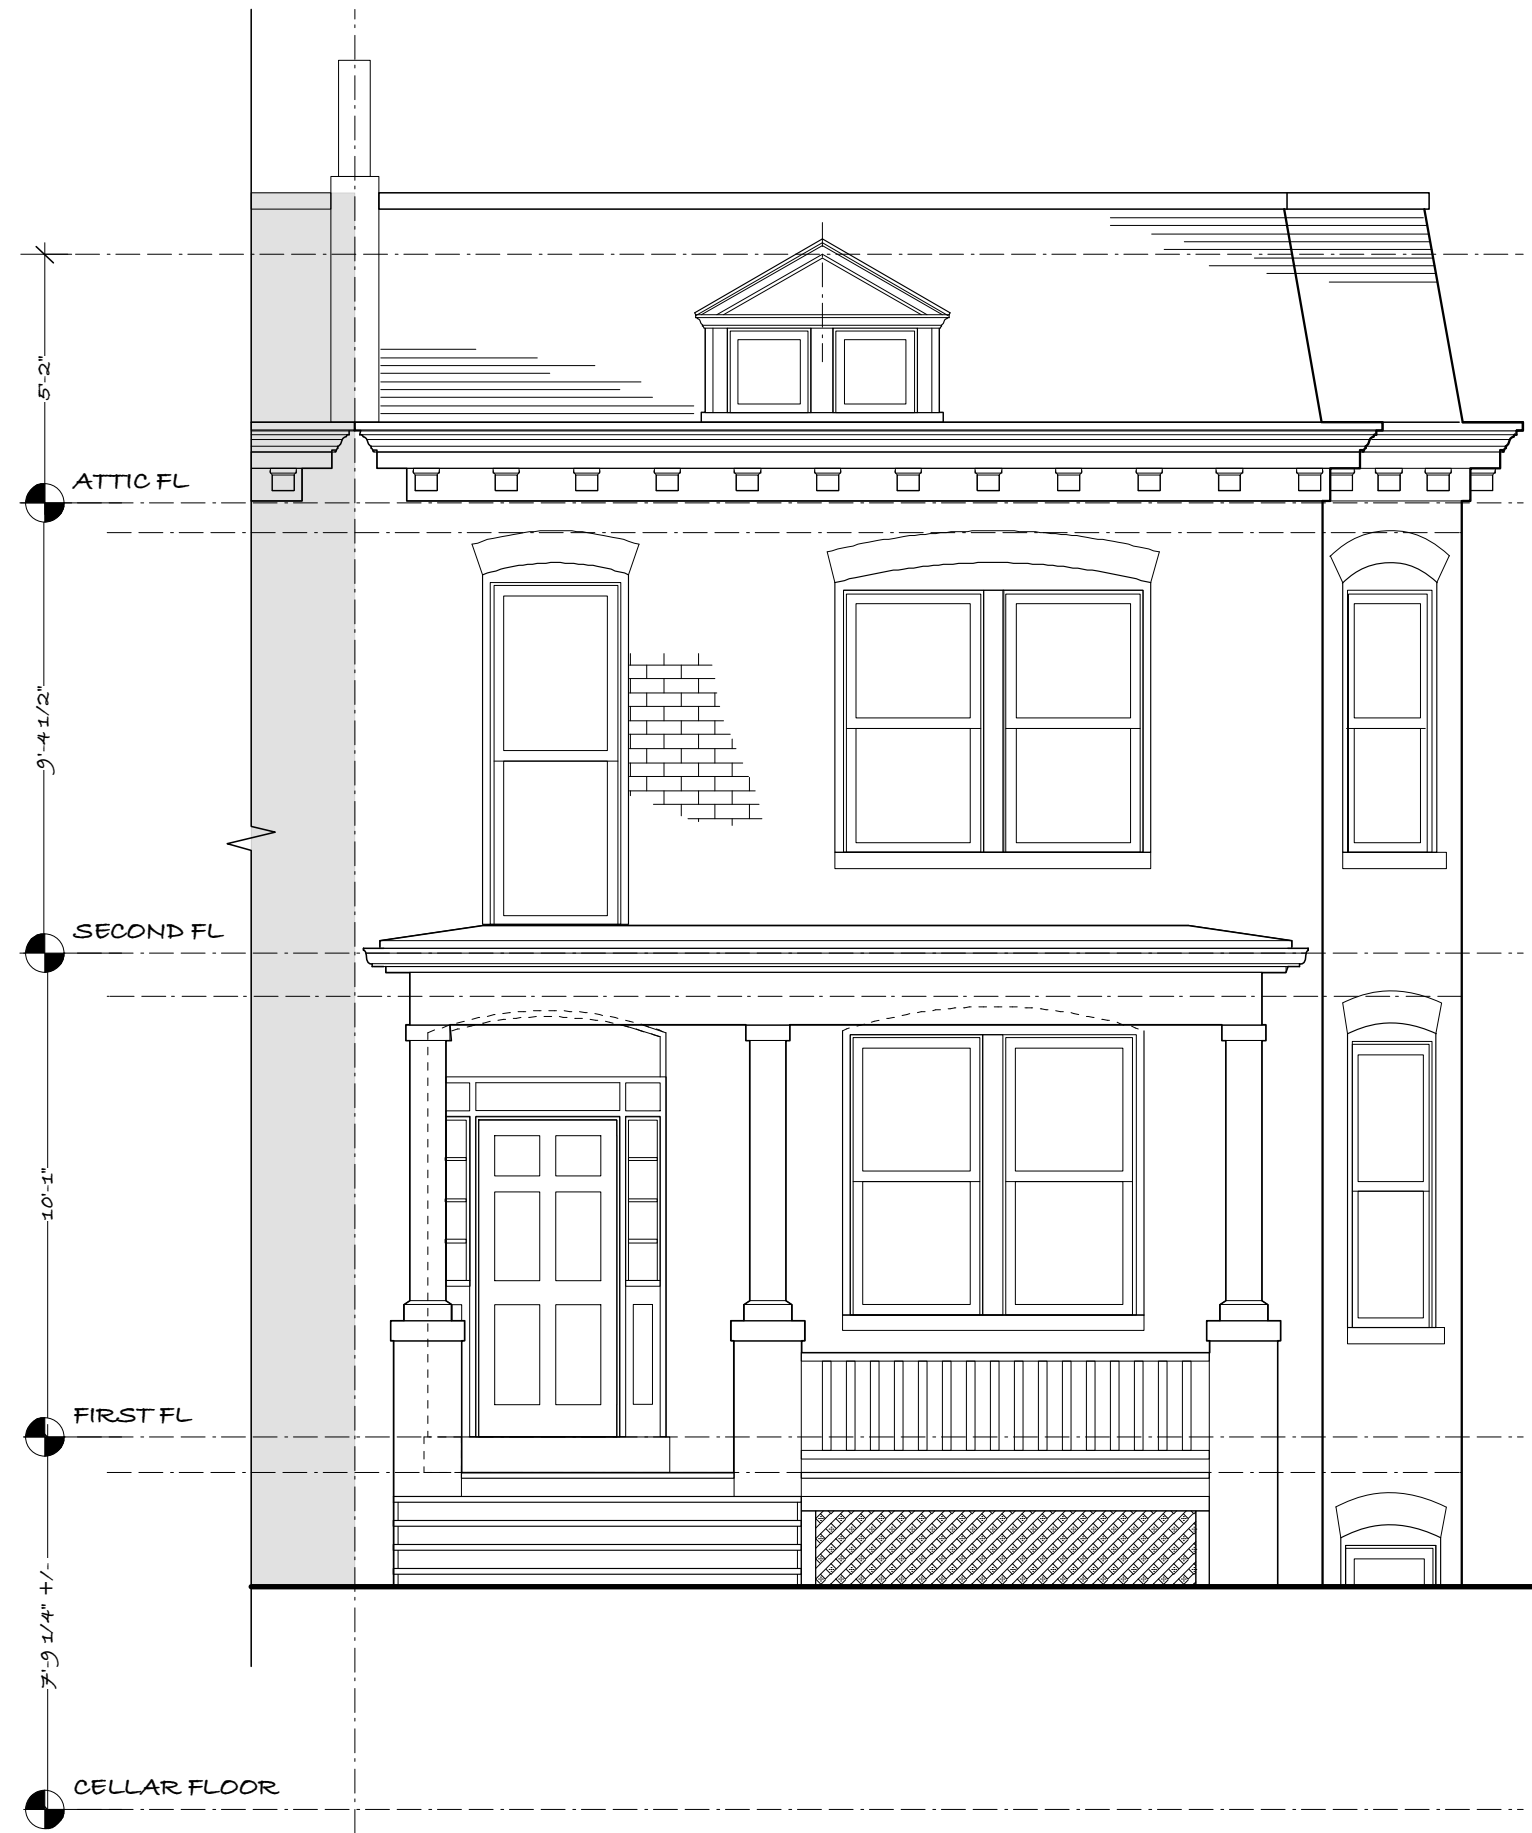 5'-2"
ATTIC FL
9'-4 1/2"
SECOND FL
10'-1"
FIRST FL
7'-9 1/4" +/-
CELLAR FLOOR